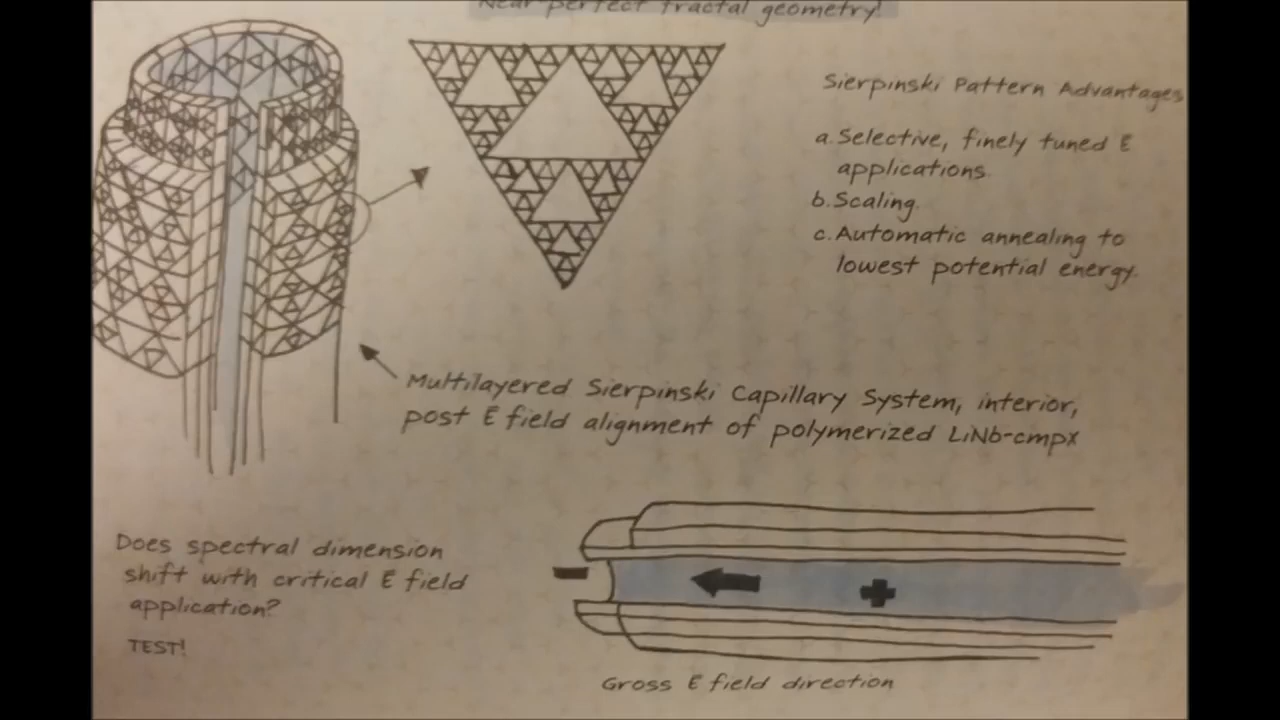 Near-perfect fractal geometry!
Sierpinski Pattern Advantages
a. Selective, finely tuned E
applications
b. Scaling.
c. Automatic annealing to
lowest potential energy.
Multilayered Sierpinski Capillary System, interior,
post E field alignment of polymerized LiNb-cmpx
Does spectral dimension
shift with critical E field
application?
TEST!
Gross E field direction